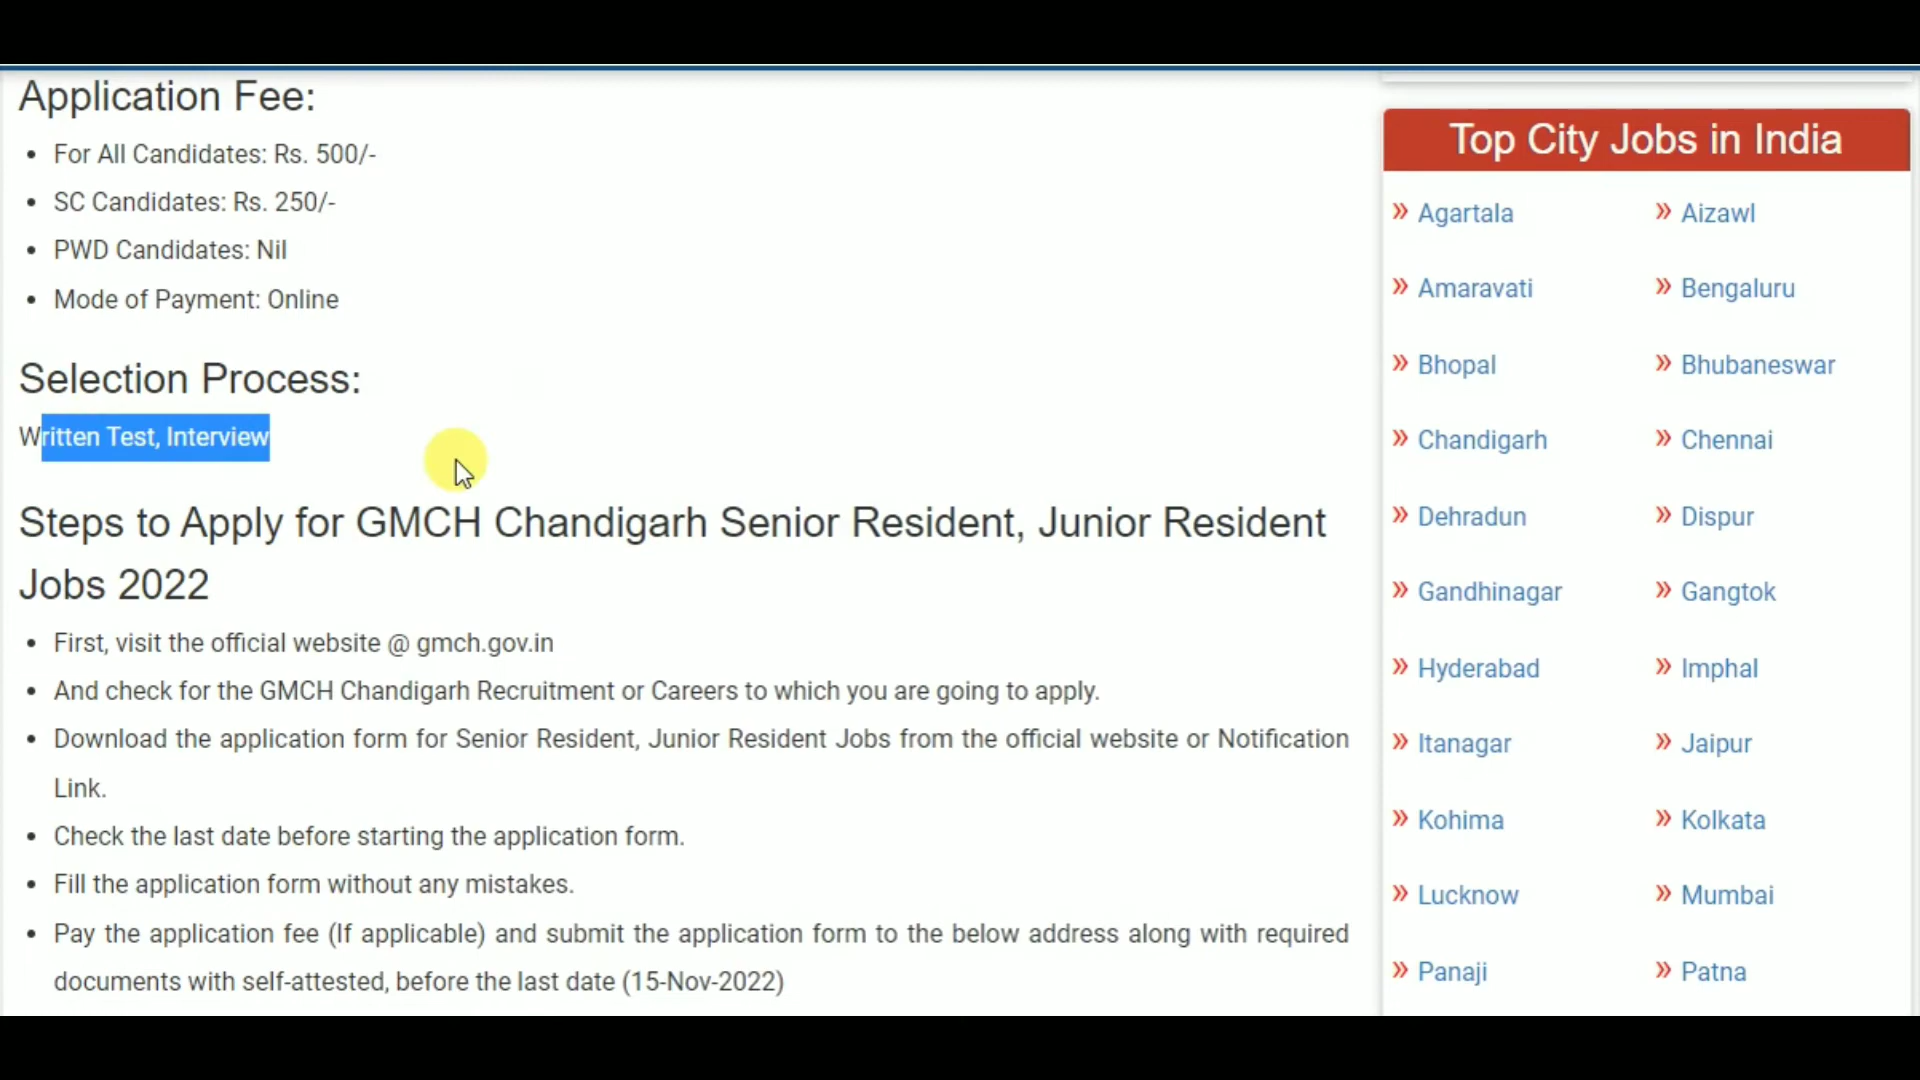 Application Fee:
• For All Candidates: Rs. 500/-
• SC Candidates: Rs. 250/-
• PWD Candidates: Nil
• Mode of Payment: Online
Selection Process:
Written Test, Interview
Steps to Apply for GMCH Chandigarh Senior Resident, Junior Resident
Jobs 2022
• First, visit the official website @ gmch.gov.in
• And check for the GMCH Chandigarh Recruitment or Careers to which you are going to apply.
• Download the application form for Senior Resident, Junior Resident Jobs from the official website or Notification
Link.
• Check the last date before starting the application form.
• Fill the application form without any mistakes.
• Pay the application fee (If applicable) and submit the application form to the below address along with required
documents with self-attested, before the last date (15-Nov-2022)
Top City Jobs in India
» Agartala » Aizawl
» Amaravati » Bengaluru
» Bhopal » Bhubaneswar
» Chandigarh » Chennai
» Dehradun » Dispur
» Gandhinagar » Gangtok
» Hyderabad » Imphal
» Itanagar » Jaipur
» Kohima » Kolkata
» Lucknow » Mumbai
» Panaji » Patna